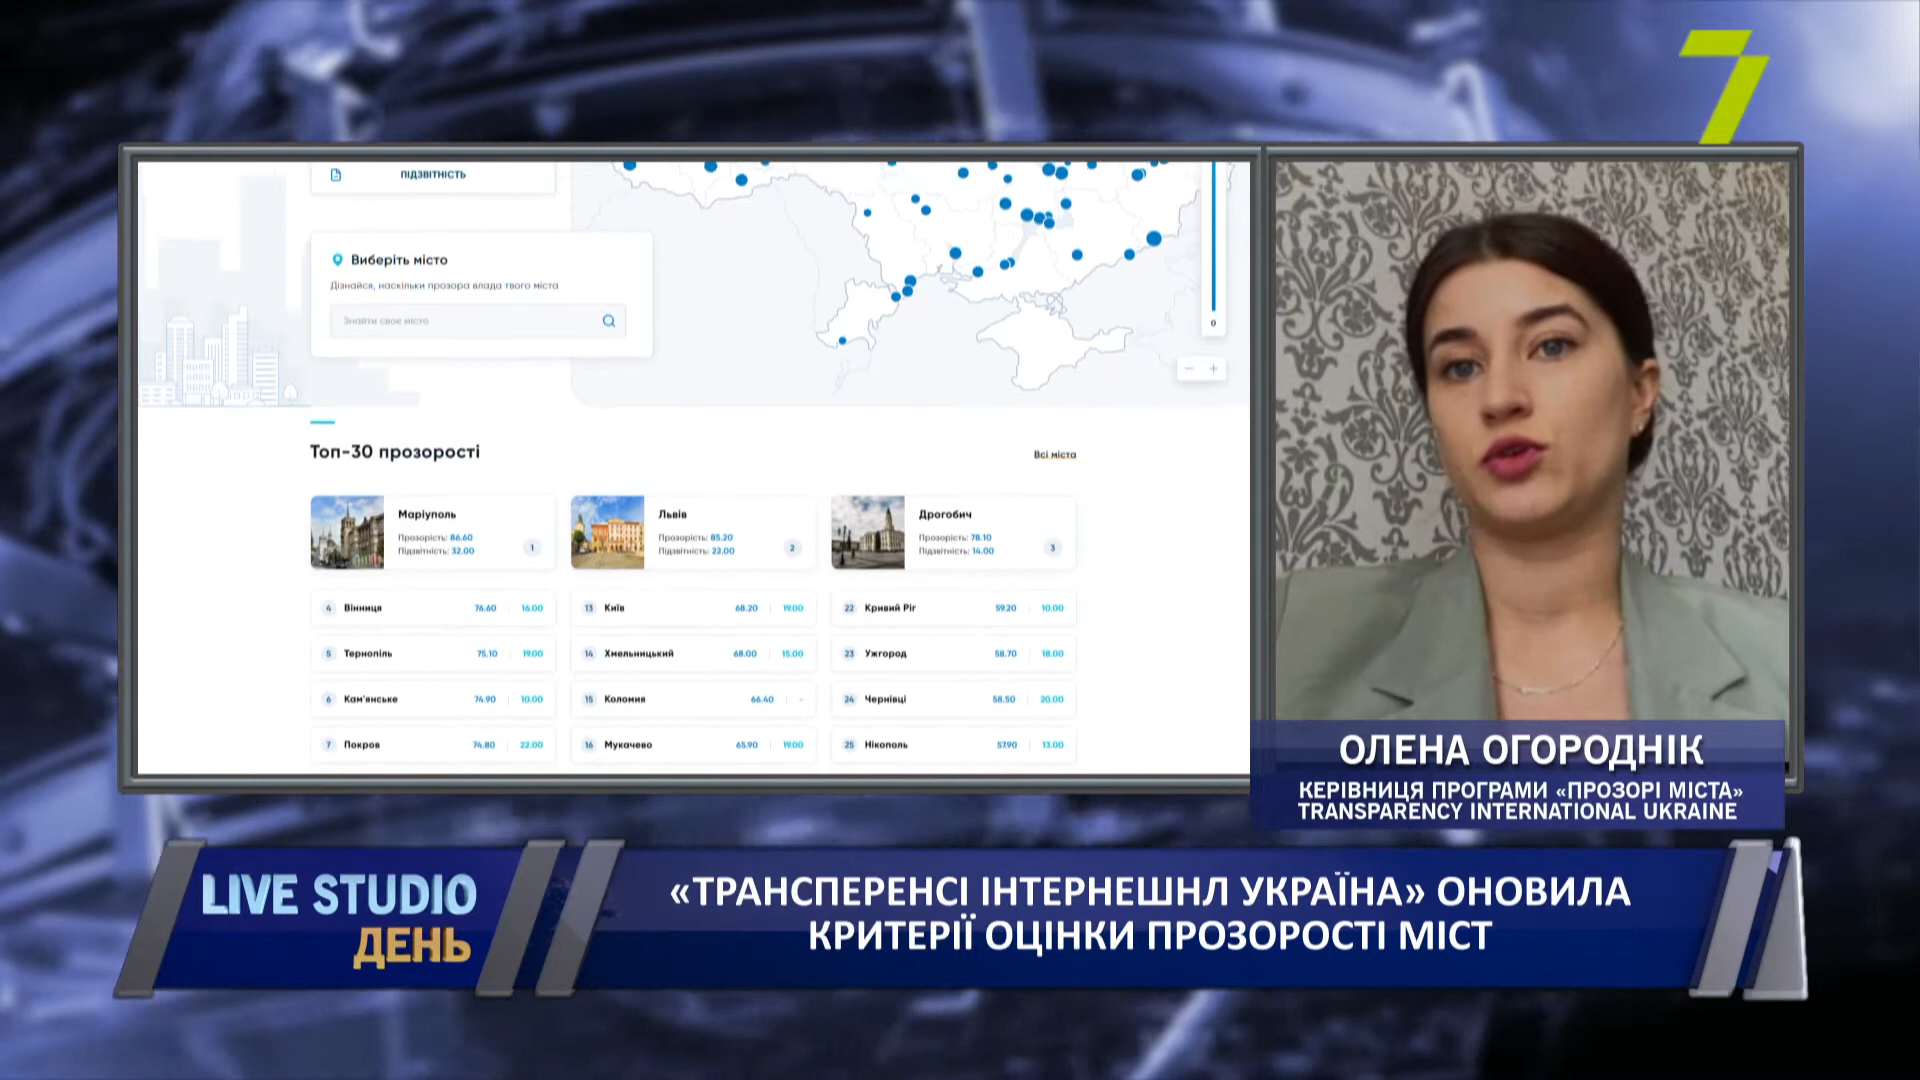 7
ПІДЗВІТНІСТЬ
Виберіть місто
Дізнайся, наскільки прозора влада твого міста
Знайти своє місто
0
− +
Топ-30 прозорості
Всі міста
Маріуполь
Прозорість: 86.60
Підзвітність: 32.00
1
Львів
Прозорість: 85.20
Підзвітність: 22.00
2
Дрогобич
Прозорість: 78.10
Підзвітність: 14.00
3
4 Вінниця 76.60 16.00
13 Київ 68.20 19.00
22 Кривий Ріг 59.20 10.00
5 Тернопіль 75.10 19.00
14 Хмельницький 68.00 15.00
23 Ужгород 58.70 18.00
6 Кам'янське 74.90 10.00
15 Коломия 66.40 -
24 Чернівці 58.50 20.00
7 Покров 74.80 22.00
16 Мукачево 65.90 19.00
25 Нікополь 57.90 13.00
ОЛЕНА ОГОРОДНІК
КЕРІВНИЦЯ ПРОГРАМИ «ПРОЗОРІ МІСТА»
TRANSPARENCY INTERNATIONAL UKRAINE
LIVE STUDIO
ДЕНЬ
«ТРАНСПЕРЕНСІ ІНТЕРНЕШНЛ УКРАЇНА» ОНОВИЛА
КРИТЕРІЇ ОЦІНКИ ПРОЗОРОСТІ МІСТ